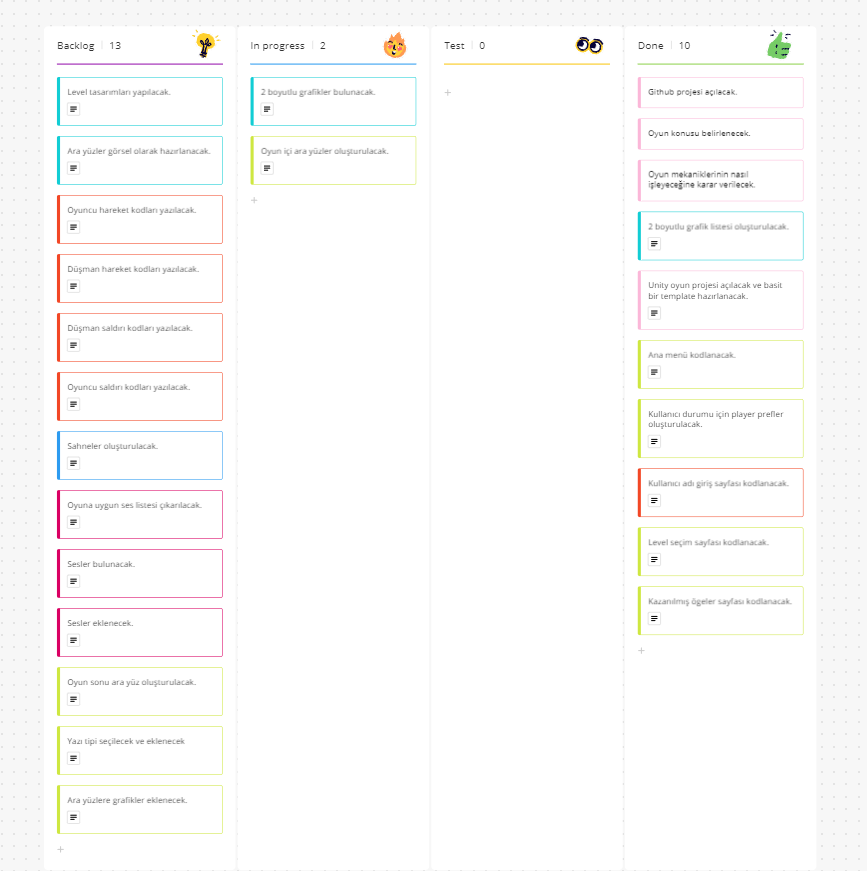 Backlog 13
Level tasarımları yapılacak.
Ara yüzler görsel olarak hazırlanacak.
Oyuncu hareket kodları yazılacak.
Düşman hareket kodları yazılacak.
Düşman saldırı kodları yazılacak.
Oyuncu saldırı kodları yazılacak.
Sahneler oluşturulacak.
Oyuna uygun ses listesi çıkarılacak.
Sesler bulunacak.
Sesler eklenecek.
Oyun sonu ara yüz oluşturulacak.
Yazı tipi seçilecek ve eklenecek
Ara yüzlere grafikler eklenecek.
In progress 2
2 boyutlu grafikler bulunacak.
Oyun içi ara yüzler oluşturulacak.
Test 0
Done 10
Github projesi açılacak.
Oyun konusu belirlenecek.
Oyun mekaniklerinin nasıl
işleyeceğine karar verilecek.
2 boyutlu grafik listesi oluşturulacak.
Unity oyun projesi açılacak ve basit
bir template hazırlanacak.
Ana menü kodlanacak.
Kullanıcı durumu için player prefler
oluşturulacak.
Kullanıcı adı giriş sayfası kodlanacak.
Level seçim sayfası kodlanacak.
Kazanılmış ögeler sayfası kodlanacak.